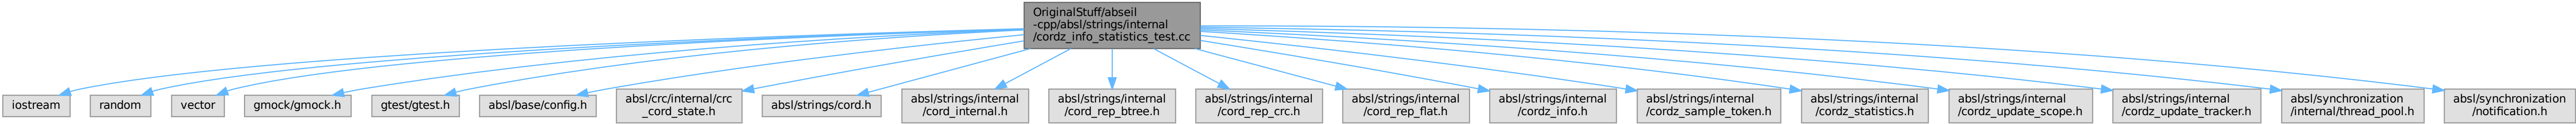 OriginalStuff/abseil
-cpp/absl/strings/internal
/cordz_info_statistics_test.cc
iostream
random
vector
gmock/gmock.h
gtest/gtest.h
absl/base/config.h
absl/crc/internal/crc
_cord_state.h
absl/strings/cord.h
absl/strings/internal
/cord_internal.h
absl/strings/internal
/cord_rep_btree.h
absl/strings/internal
/cord_rep_crc.h
absl/strings/internal
/cord_rep_flat.h
absl/strings/internal
/cordz_info.h
absl/strings/internal
/cordz_sample_token.h
absl/strings/internal
/cordz_statistics.h
absl/strings/internal
/cordz_update_scope.h
absl/strings/internal
/cordz_update_tracker.h
absl/synchronization
/internal/thread_pool.h
absl/synchronization
/notification.h